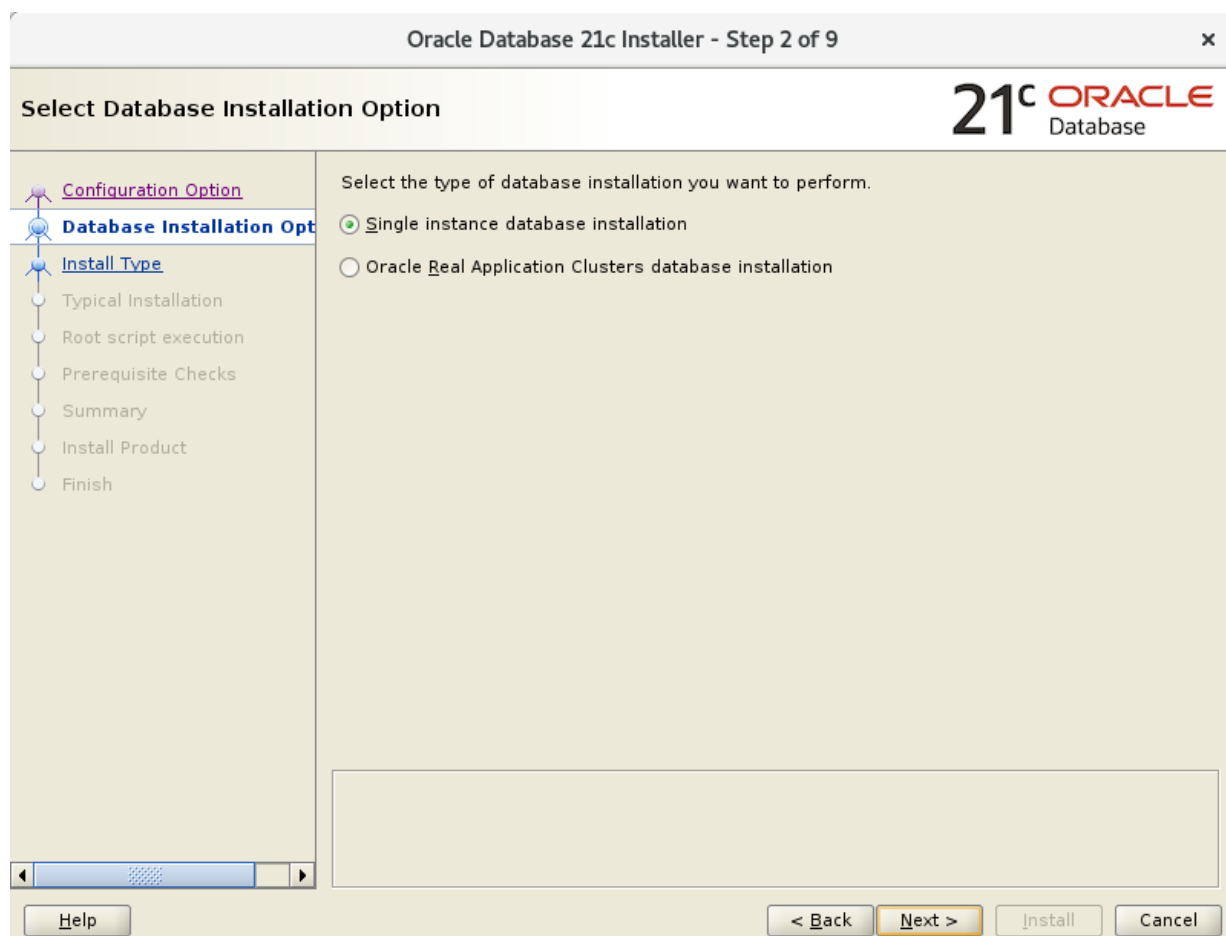 Oracle Database 21c Installer - Step 2 of 9
Select Database Installation Option
21c ORACLE
Database
Configuration Option
Database Installation Opt
Install Type
Typical Installation
Root script execution
Prerequisite Checks
Summary
Install Product
Finish
Select the type of database installation you want to perform.
Single instance database installation
Oracle Real Application Clusters database installation
Help
< Back
Next >
Install
Cancel